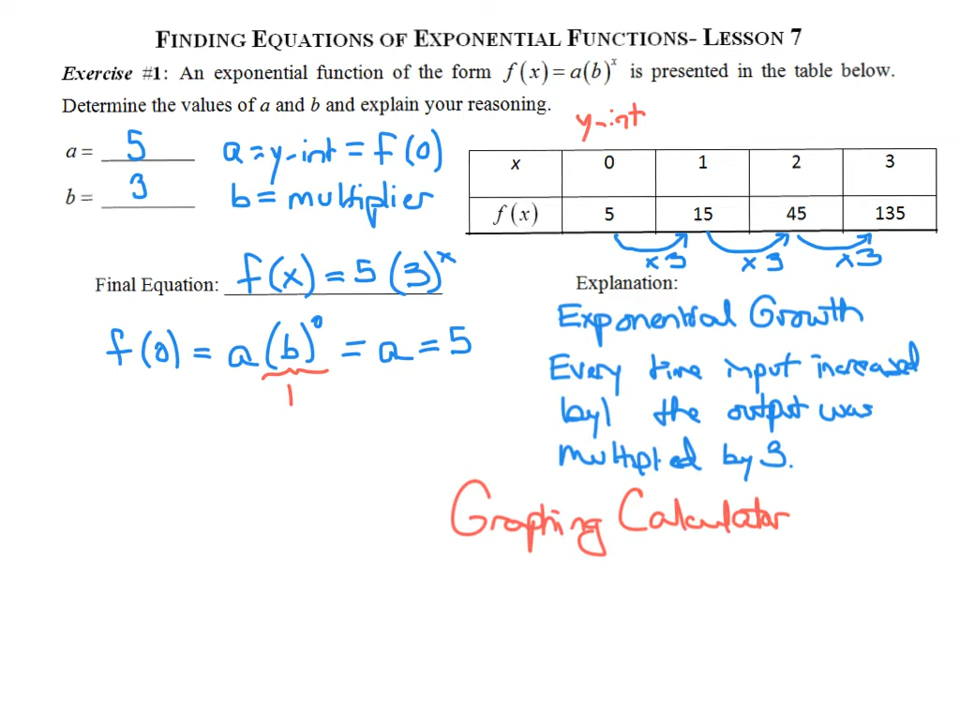 FINDING EQUATIONS OF EXPONENTIAL FUNCTIONS- LESSON 7
Exercise #1: An exponential function of the form f(x)=a(b)^x is presented in the table below.
Determine the values of a and b and explain your reasoning.
y-int
a = 5 a = y-int = f(0)
b = 3 b = multiplier
x 0 1 2 3
f(x) 5 15 45 135
x3 x3 x3
Final Equation: f(x) = 5(3)^x
Explanation:
Exponential Growth
f(0) = a(b)^0 = a = 5
1
Every time input increased
by 1 the output was
multiplied by 3.
Graphing Calculator